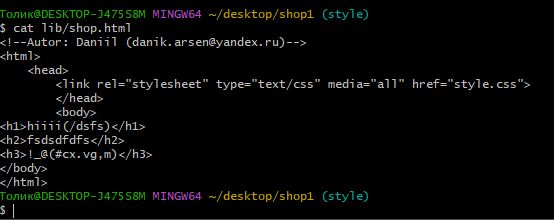 Толик@DESKTOP-J475S8M MINGW64 ~/desktop/shop1 (style)
$ cat lib/shop.html
<!--Autor: Daniil (danik.arsen@yandex.ru)-->
<html>
    <head>
        <link rel="stylesheet" type="text/css" media="all" href="style.css">
        </head>
        <body>
<h1>hiiii(/dsfs)</h1>
<h2>fsdsdfdfs</h2>
<h3>!_@(#cx.vg,m)</h3>
</body>
</html>
Толик@DESKTOP-J475S8M MINGW64 ~/desktop/shop1 (style)
$